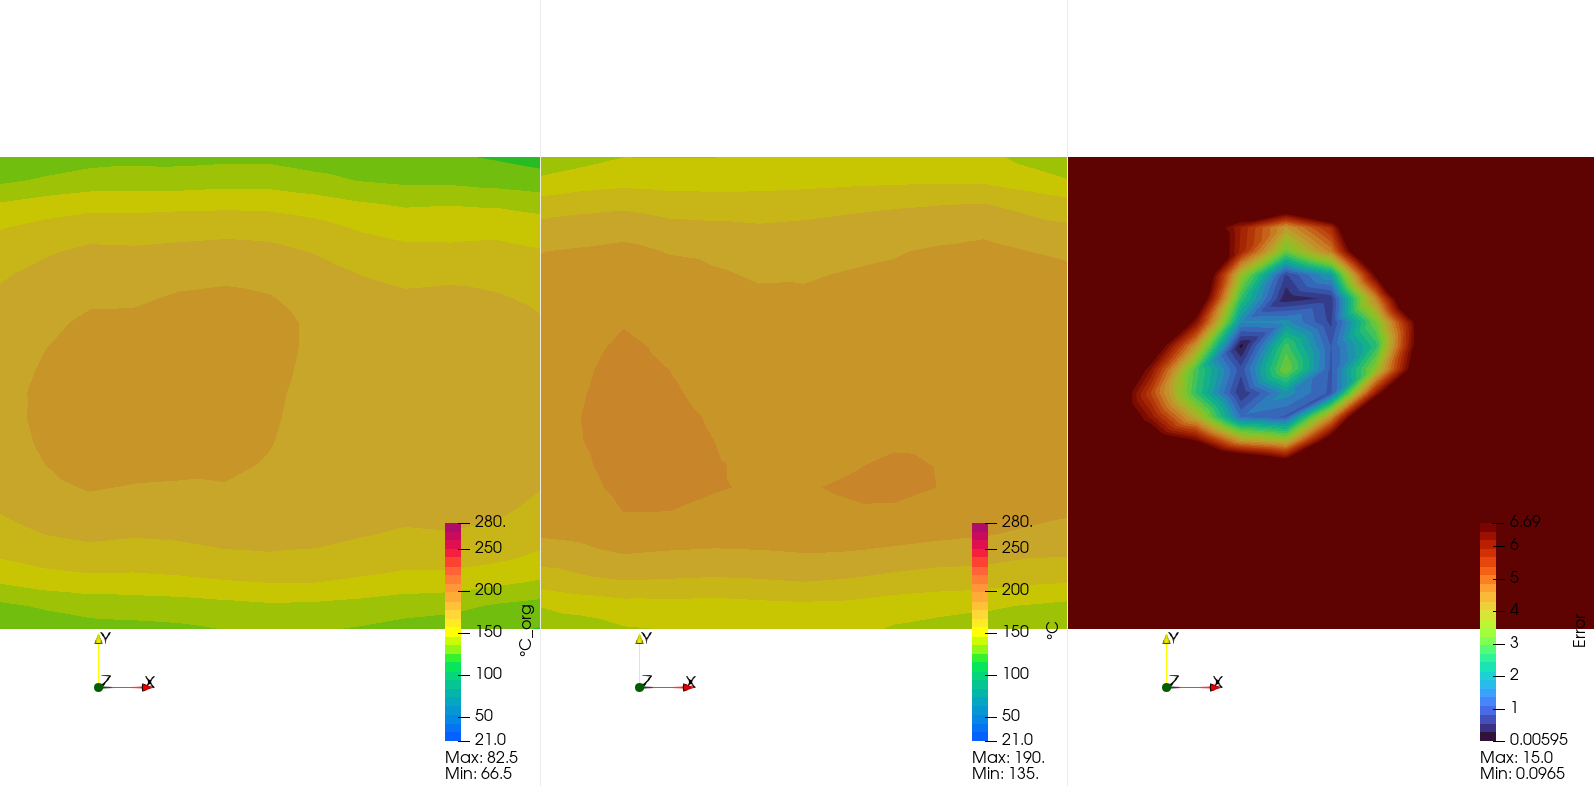 280.
250
200
150
100
50
21.0
°C_org
Max: 82.5
Min: 66.5
Y
Z
X
280.
250
200
150
100
50
21.0
°C
Max: 190.
Min: 135.
Y
Z
X
6.69
6
5
4
3
2
1
0.00595
Error
Max: 15.0
Min: 0.0965
Y
Z
X